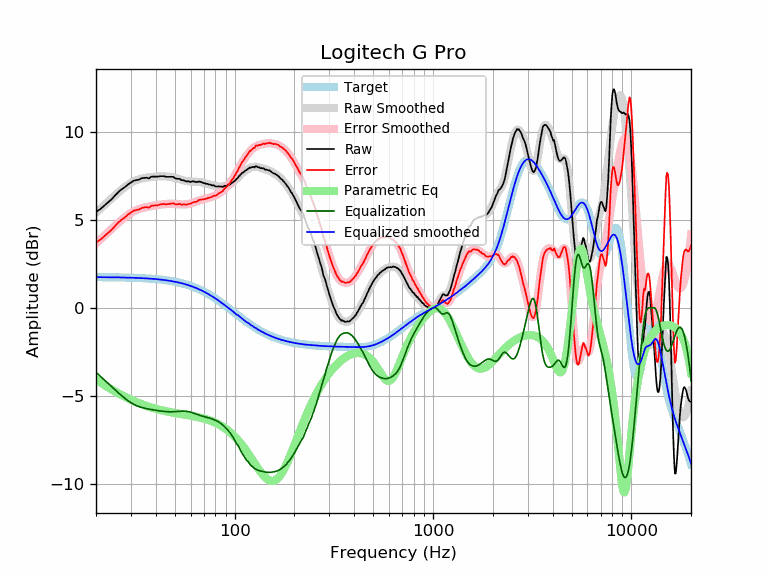 Logitech G Pro
Target
Raw Smoothed
Error Smoothed
Raw
Error
Parametric Eq
Equalization
Equalized smoothed
10
5
0
−5
−10
Amplitude (dBr)
100
1000
10000
Frequency (Hz)